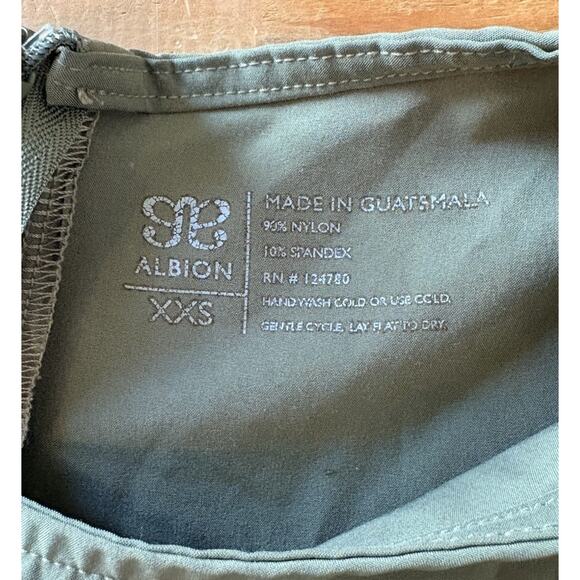 ALBION
XXS
MADE IN GUATEMALA
90% NYLON
10% SPANDEX
RN # 124780
HAND WASH COLD OR USE COLD,
GENTLE CYCLE, LAY FLAT TO DRY.